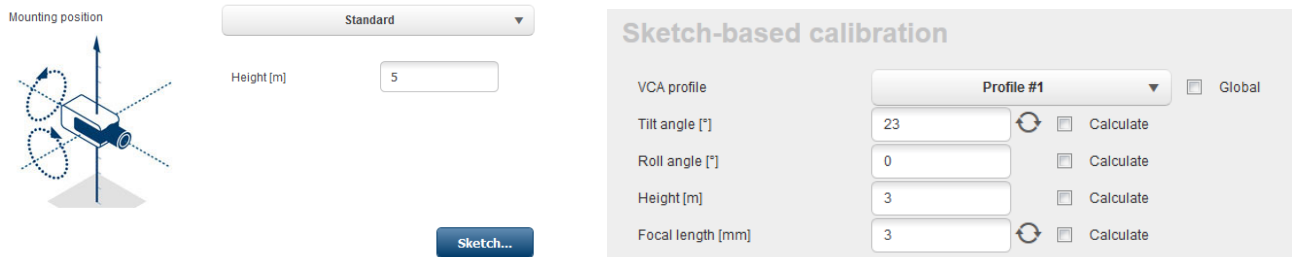 Mounting position
Standard
Height [m]
5
Sketch...
Sketch-based calibration
VCA profile Profile #1 Global
Tilt angle [°] 23 Calculate
Roll angle [°] 0 Calculate
Height [m] 3 Calculate
Focal length [mm] 3 Calculate